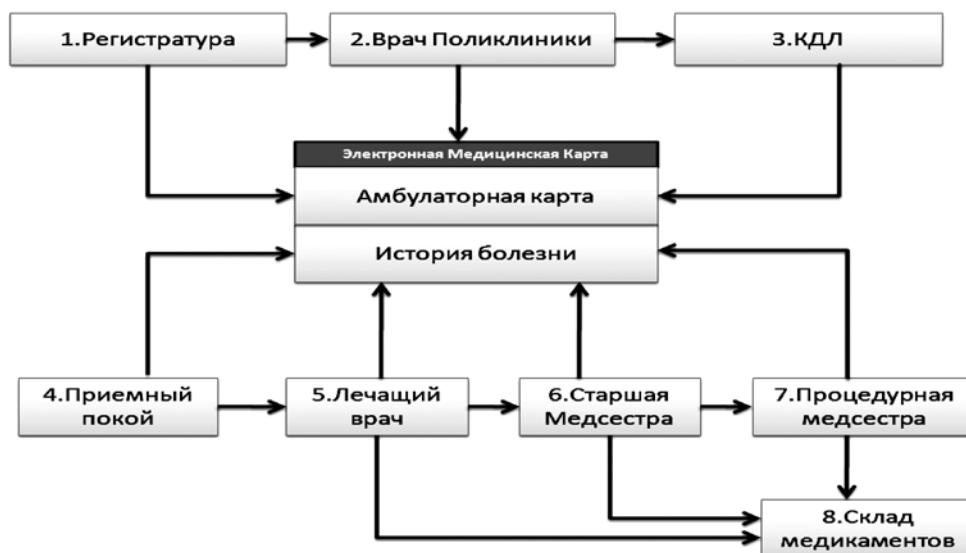 1.Регистратура
2.Врач Поликлиники
3.КДЛ
Электронная Медицинская Карта
Амбулаторная карта
История болезни
4.Приемный
покой
5.Лечащий
врач
6.Старшая
Медсестра
7.Процедурная
медсестра
8.Склад
медикаментов